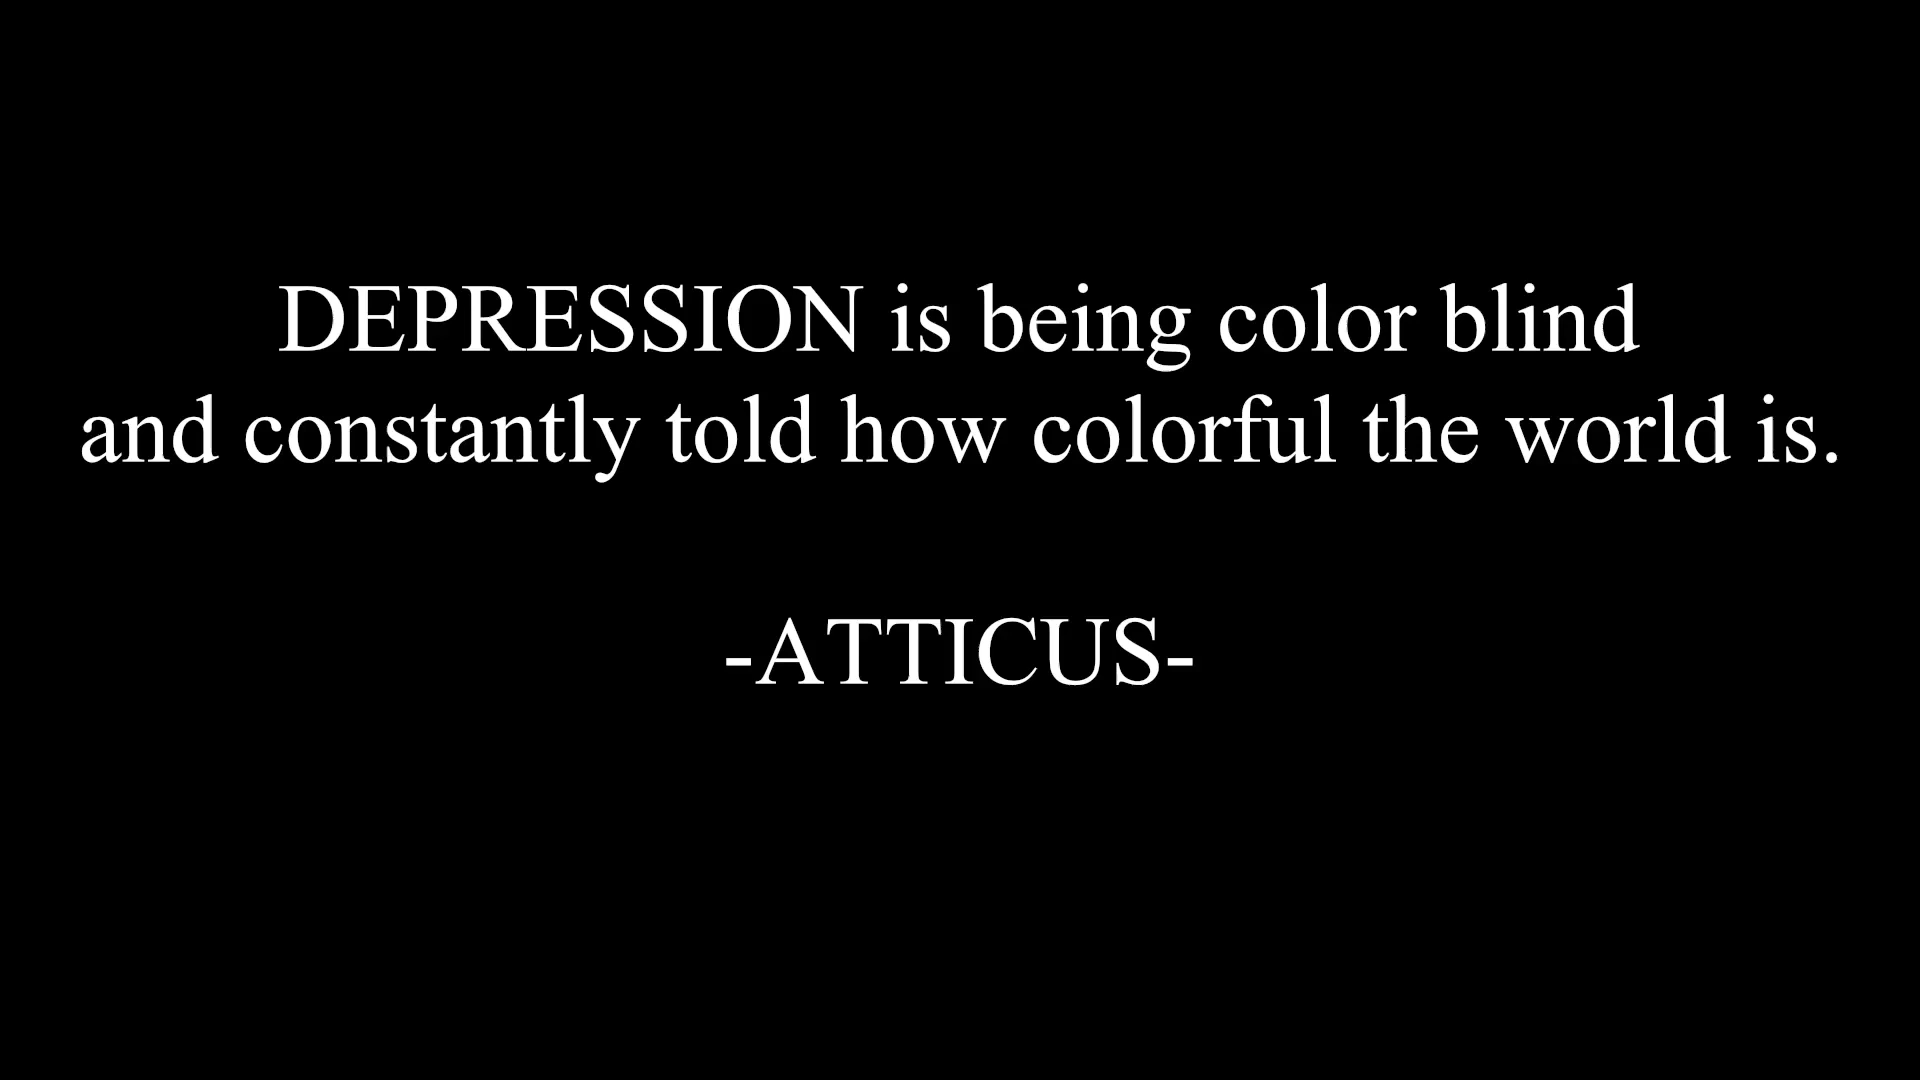 DEPRESSION is being color blind
and constantly told how colorful the world is.
-ATTICUS-